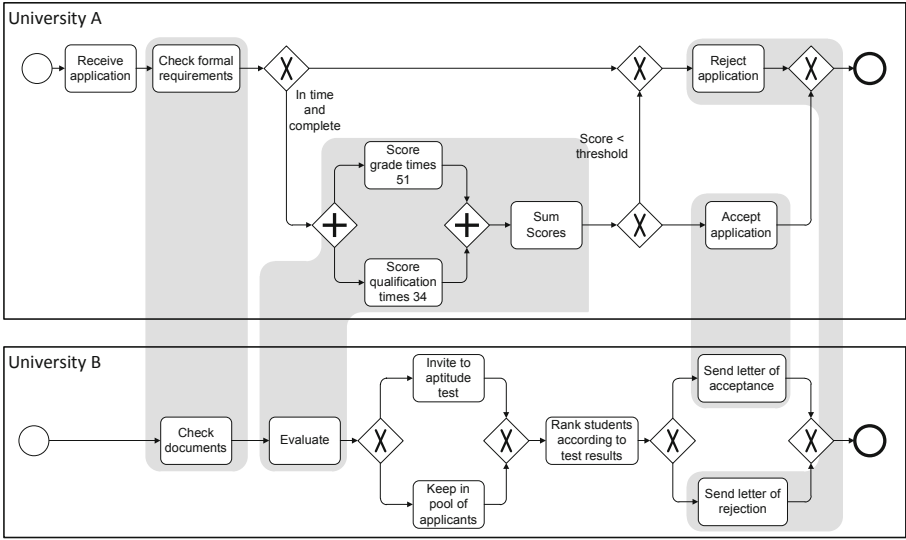 University A
Receive
application
Check formal
requirements
In time
and
complete
Score
grade times
51
Score
qualification
times 34
Sum
Scores
Score <
threshold
Reject
application
Accept
application
University B
Check
documents
Evaluate
Invite to
aptitude
test
Keep in
pool of
applicants
Rank students
according to
test results
Send letter of
acceptance
Send letter of
rejection